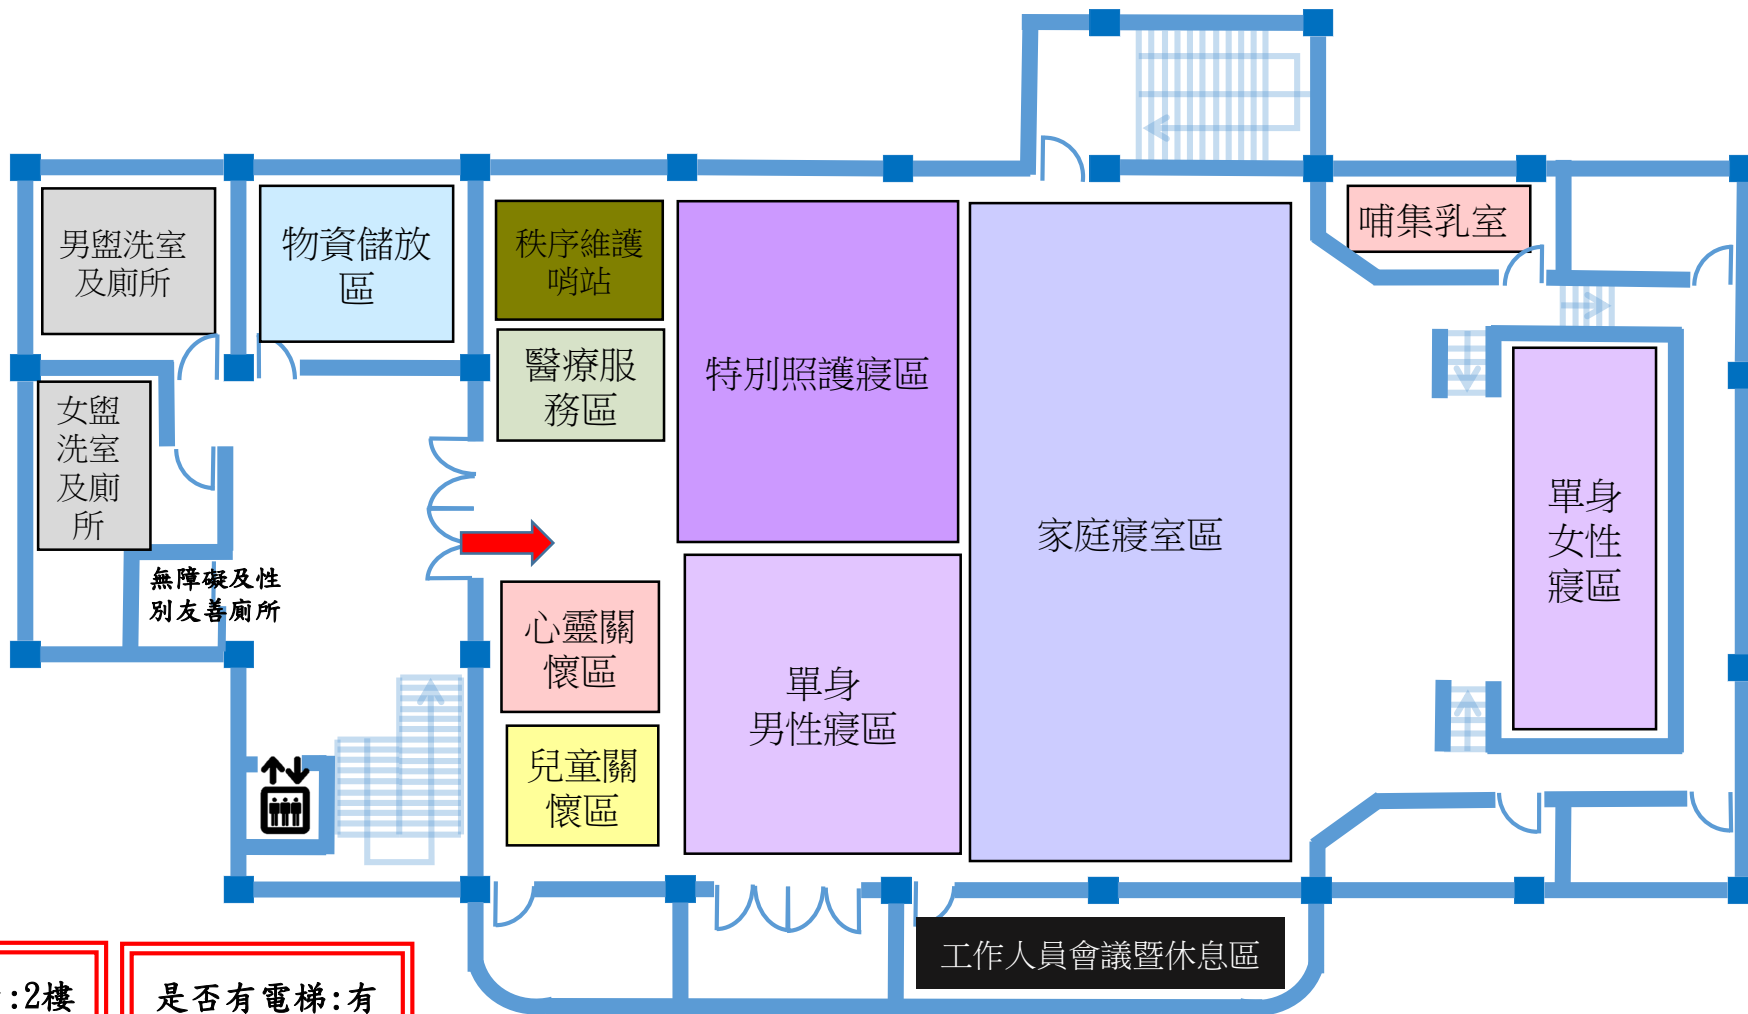 男盥洗室
及廁所
物資儲放
區
秩序維護
哨站
特別照護寢區
哺集乳室
醫療服
務區
女盥
洗室
及廁
所
家庭寢室區
單身
女性
寢區
無障礙及性
別友善廁所
心靈關
懷區
單身
男性寢區
兒童關
懷區
工作人員會議暨休息區
:2樓
是否有電梯:有